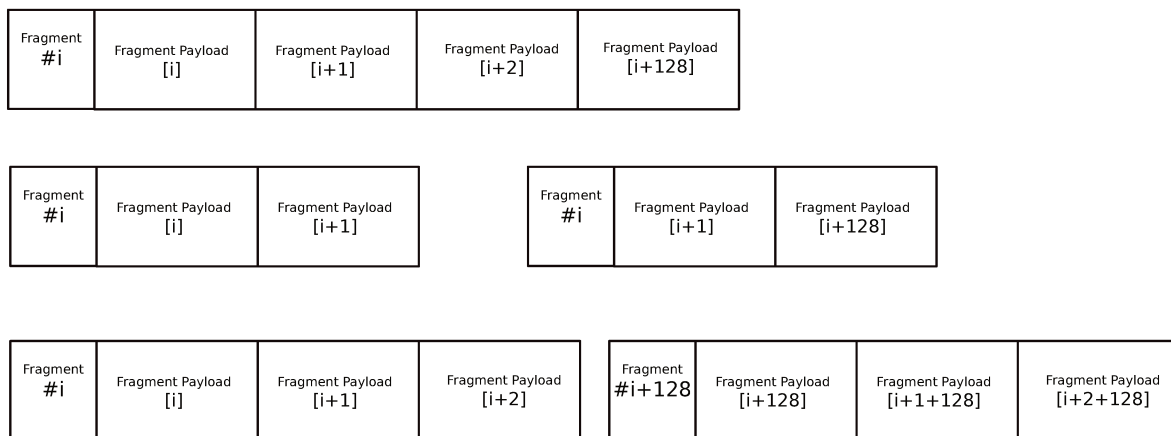 Fragment
#i
Fragment Payload
[i]
Fragment Payload
[i+1]
Fragment Payload
[i+2]
Fragment Payload
[i+128]
Fragment
#i
Fragment Payload
[i]
Fragment Payload
[i+1]
Fragment
#i
Fragment Payload
[i+1]
Fragment Payload
[i+128]
Fragment
#i
Fragment Payload
[i]
Fragment Payload
[i+1]
Fragment Payload
[i+2]
Fragment
#i+128
Fragment Payload
[i+128]
Fragment Payload
[i+1+128]
Fragment Payload
[i+2+128]